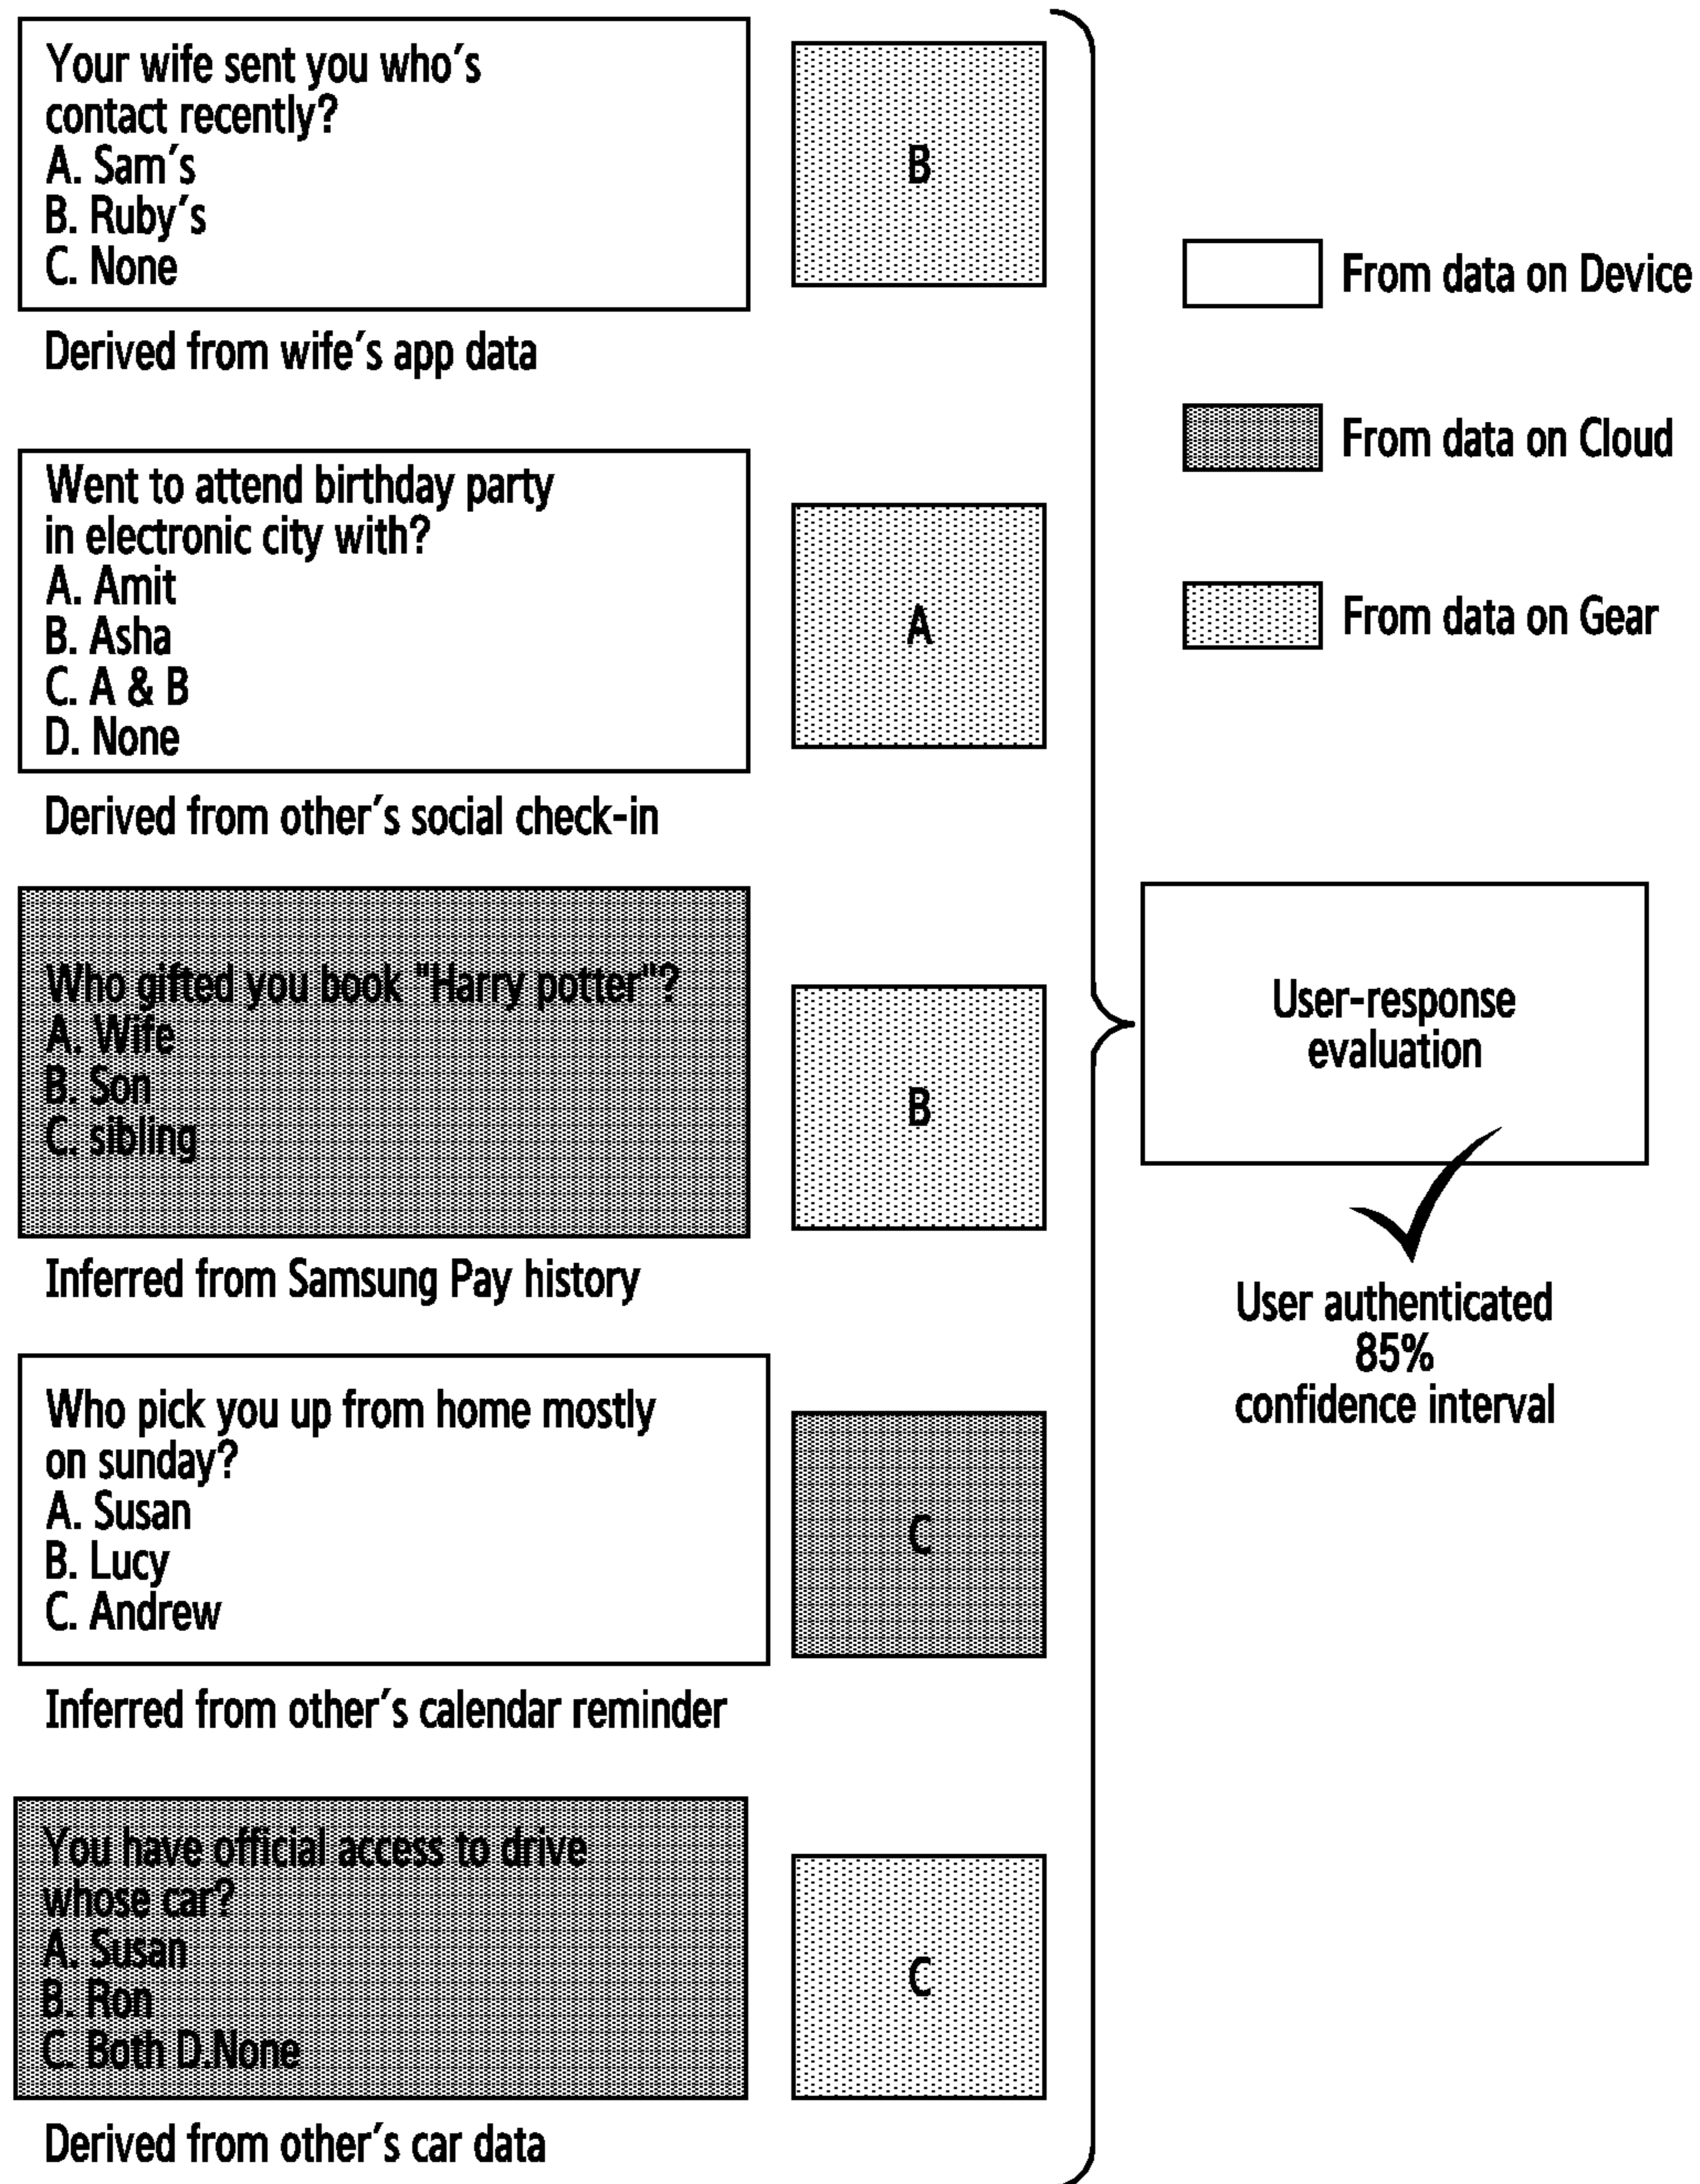 Your wife sent you who's
contact recently?
A. Sam's
B. Ruby's
C. None
B
Derived from wife's app data
Went to attend birthday party
in electronic city with?
A. Amit
B. Asha
C. A & B
D. None
A
Derived from other's social check-in
Who gifted you book "Harry potter"?
A. Wife
B. Son
C. sibling
B
Inferred from Samsung Pay history
Who pick you up from home mostly
on sunday?
A. Susan
B. Lucy
C. Andrew
C
Inferred from other's calendar reminder
You have official access to drive
whose car?
A. Susan
B. Ron
C. Both D.None
C
Derived from other's car data
From data on Device
From data on Cloud
From data on Gear
User-response
evaluation
User authenticated
85%
confidence interval